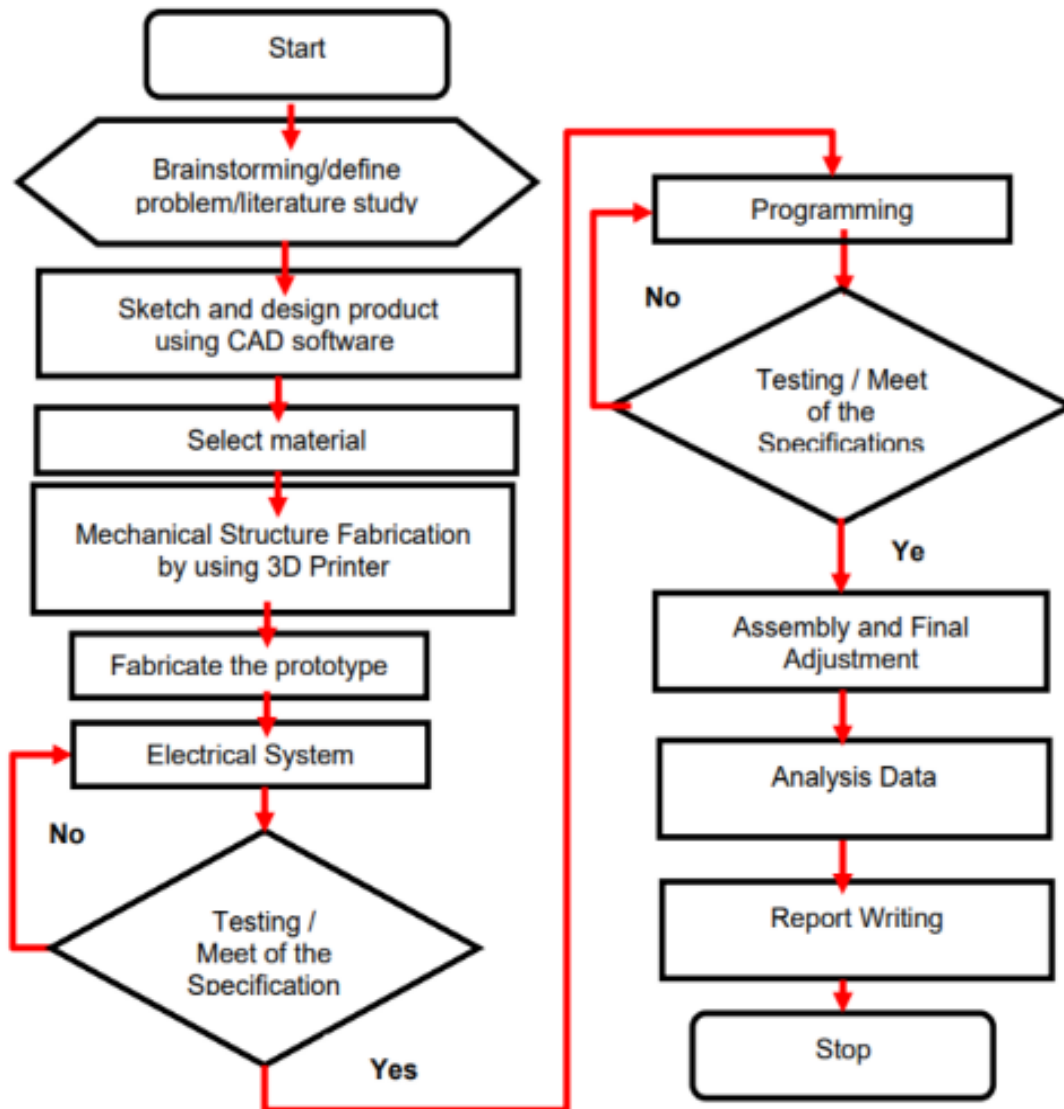 Start
Brainstorming/define
problem/literature study
Sketch and design product
using CAD software
Select material
Mechanical Structure Fabrication
by using 3D Printer
Fabricate the prototype
Electrical System
No
Testing /
Meet of the
Specification
Yes
Programming
No
Testing / Meet
of the
Specifications
Ye
Assembly and Final
Adjustment
Analysis Data
Report Writing
Stop